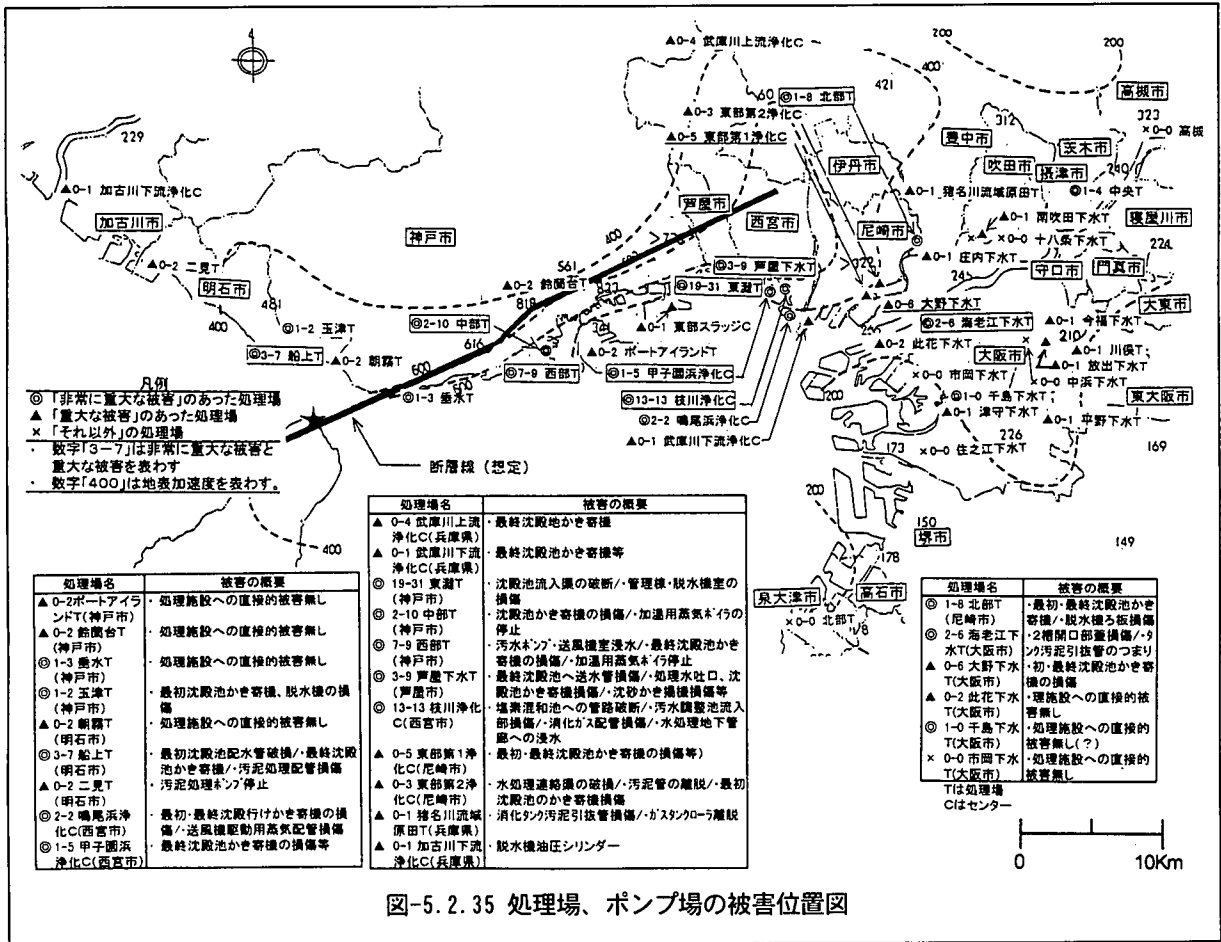 4
▲0-4 武庫川上流浄化C
200
200
400
421
60
◎1-8 北部T
高槻市
323
×0-0 高槻
▲0-3 東部第2浄化C
▲0-5 東部第1浄化C
229
312
豊中市
茨木市
吹田市
摂津市
240
伊丹市
◎1-4 中央T
▲0-1 加古川下流浄化C
▲0-1 猪名川流域原田T
芦屋市
西宮市
加古川市
尼崎市
▲0-1 南吹田下水T
寝屋川市
神戸市
400
×0-0 十八条下水T
224
▲0-1 庄内下水T
守口市
門真市
▲0-2 二見T
561
◎3-9 芦屋下水T
245
明石市
▲0-2 鈴蘭台T
◎19-31 東灘T
大東市
481
818
▲0-6 大野下水T
400
◎2-10 中部T
▲0-1 東部スラッジC
◎2-6 海老江下水T
▲0-1 今福下水T
◎1-2 玉津T
210
616
▲0-2 此花下水T
大阪市
▲0-1 川俣T
◎3-7 船上T
▲0-2 朝霧T
▲0-2 ポートアイランドT
▲0-1 放出下水T
600
◎7-9 西部T
◎1-5 甲子園浜浄化C
×0-0 市岡下水T
×0-0 中浜下水T
600
200
◎1-3 垂水T
◎13-13 枝川浄化C
◎1-0 千島下水T
東大阪市
◎2-2 鳴尾浜浄化C
▲0-1 津守下水T
▲0-1 平野下水T
▲0-1 武庫川下流浄化C
226
169
173
×0-0 住之江下水T
断層線（想定）
凡例
◎「非常に重大な被害」のあった処理場
▲「重大な被害」のあった処理場
×「それ以外」の処理場
・数字「3-7」は非常に重大な被害と
重大な被害を表わす
・数字「400」は地表加速度を表わす。
400
200
150
堺市
149
178
泉大津市
高石市
×0-0 北部T
処理場名 被害の概要
▲ 0-4 武庫川上流 ・最終沈殿地かき寄機
浄化C(兵庫県)
▲ 0-1 武庫川下流 ・最終沈殿池かき寄機等
浄化C(兵庫県)
◎ 19-31 東灘T ・沈殿池流入渠の破断/・管理棟・脱水機室の
(神戸市) 損傷
◎ 2-10 中部T ・沈殿池かき寄機の損傷/・加温用蒸気ボイラの
(神戸市) 停止
◎ 7-9 西部T ・汚水ポンプ・送風機室浸水/・最終沈殿池かき
(神戸市) 寄機の損傷/・加温用蒸気ボイラ停止
◎ 3-9 芦屋下水T ・最終沈殿池へ送水管損傷/・処理水吐口、沈
(芦屋市) 殿池かき寄機損傷/・沈砂かき揚機損傷等
◎ 13-13 枝川浄化 ・塩素混和池への管路破断/・汚水調整池流入
C(西宮市) 部損傷/・消化ガス配管損傷/・水処理地下管
廊への浸水
▲ 0-5 東部第1浄 ・最初・最終沈殿池かき寄機の損傷等)
化C(尼崎市)
▲ 0-3 東部第2浄 ・水処理連絡渠の破損/・汚泥管の離脱/・最初
化C(尼崎市) 沈殿池のかき寄機損傷
▲ 0-1 猪名川流域 ・消化タンク汚泥引抜管損傷/・ガスタンクローラ離脱
原田T(兵庫県)
▲ 0-1 加古川下流 ・脱水機油圧シリンダー
浄化C(兵庫県)
処理場名 被害の概要
▲ 0-2ポートアイラ ・処理施設への直接的被害無し
ンドT(神戸市)
▲ 0-2 鈴蘭台T ・処理施設への直接的被害無し
(神戸市)
◎ 1-3 垂水T ・処理施設への直接的被害無し
(神戸市)
◎ 1-2 玉津T ・最初沈殿池かき寄機、脱水機の損
(神戸市) 傷
▲ 0-2 朝霧T ・処理施設への直接的被害無し
(明石市)
◎ 3-7 船上T ・最初沈殿池配水管破損/・最終沈殿
(明石市) 池かき寄機/・汚泥処理配管損傷
▲ 0-2 二見T ・汚泥処理ポンプ停止
(明石市)
◎ 2-2 鳴尾浜浄 ・最初・最終沈殿行けかき寄機の損
化C(西宮市) 傷/・送風機駆動用蒸気配管損傷
◎ 1-5 甲子園浜 ・最終沈殿池かき寄機の損傷等
浄化C(西宮市)
処理場名 被害の概要
◎ 1-8 北部T ・最初・最終沈殿池かき
(尼崎市) 寄機/・脱水機ろ板損傷
◎ 2-6 海老江下 ・2槽開口部蓋損傷/・タ
水T(大阪市) ンク汚泥引抜管のつまり
▲ 0-6 大野下水 ・初・最終沈殿池かき寄
T(大阪市) 機の損傷
▲ 0-2 此花下水 ・理施設への直接的被
T(大阪市) 害無し
◎ 1-0 千島下水 ・処理施設への直接的
T(大阪市) 被害無し(?)
× 0-0 市岡下水 ・処理施設への直接的
T(大阪市) 被害無し
Tは処理場
Cはセンター
0 10Km
図-5.2.35 処理場、ポンプ場の被害位置図